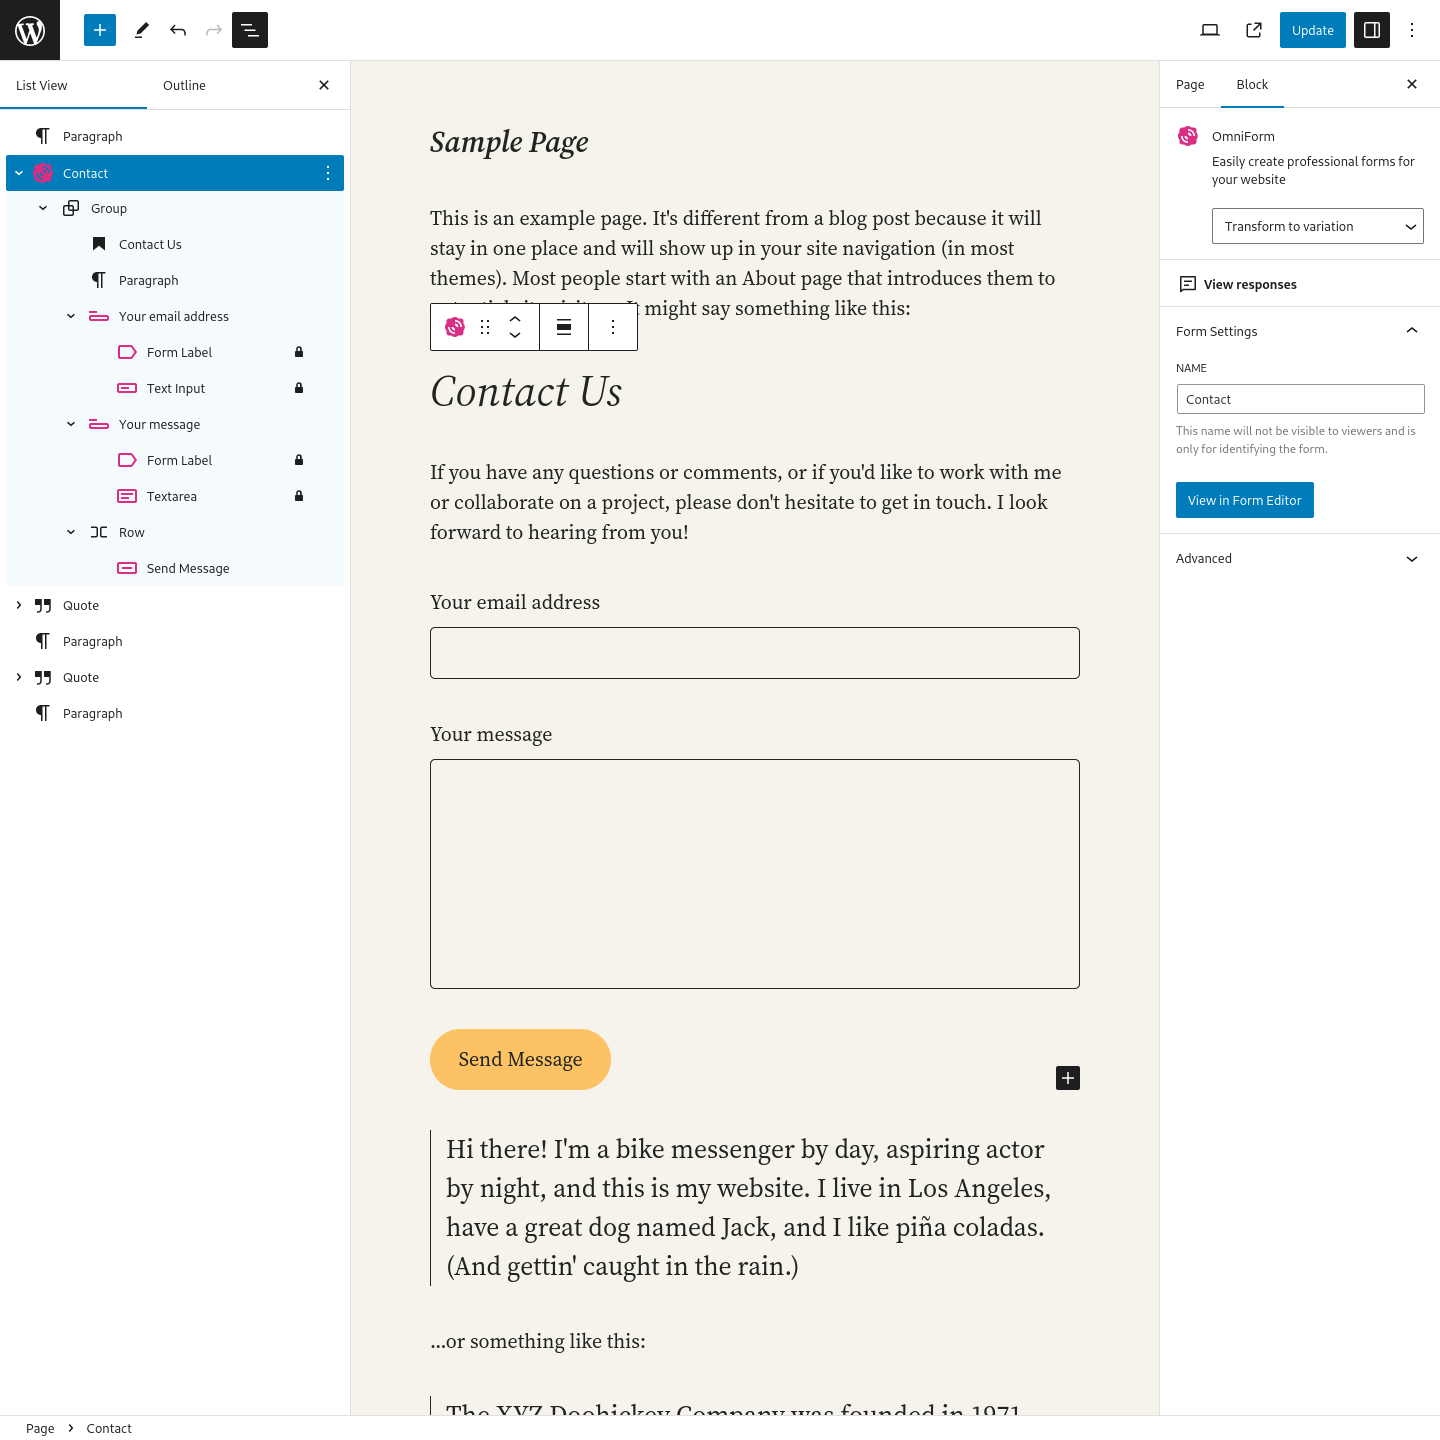 Update
List View
Outline
Paragraph
Contact
Group
Contact Us
Paragraph
Your email address
Form Label
Text Input
Your message
Form Label
Textarea
Row
Send Message
Quote
Paragraph
Quote
Paragraph
Sample Page
This is an example page. It's different from a blog post because it will
stay in one place and will show up in your site navigation (in most
themes). Most people start with an About page that introduces them to
might say something like this:
Contact Us
If you have any questions or comments, or if you'd like to work with me
or collaborate on a project, please don't hesitate to get in touch. I look
forward to hearing from you!
Your email address
Your message
Send Message
Hi there! I'm a bike messenger by day, aspiring actor
by night, and this is my website. I live in Los Angeles,
have a great dog named Jack, and I like piña coladas.
(And gettin' caught in the rain.)
...or something like this:
The XYZ Doohickey Company was founded in 1971,
Page
Block
OmniForm
Easily create professional forms for
your website
Transform to variation
View responses
Form Settings
NAME
Contact
This name will not be visible to viewers and is
only for identifying the form.
View in Form Editor
Advanced
Page
Contact